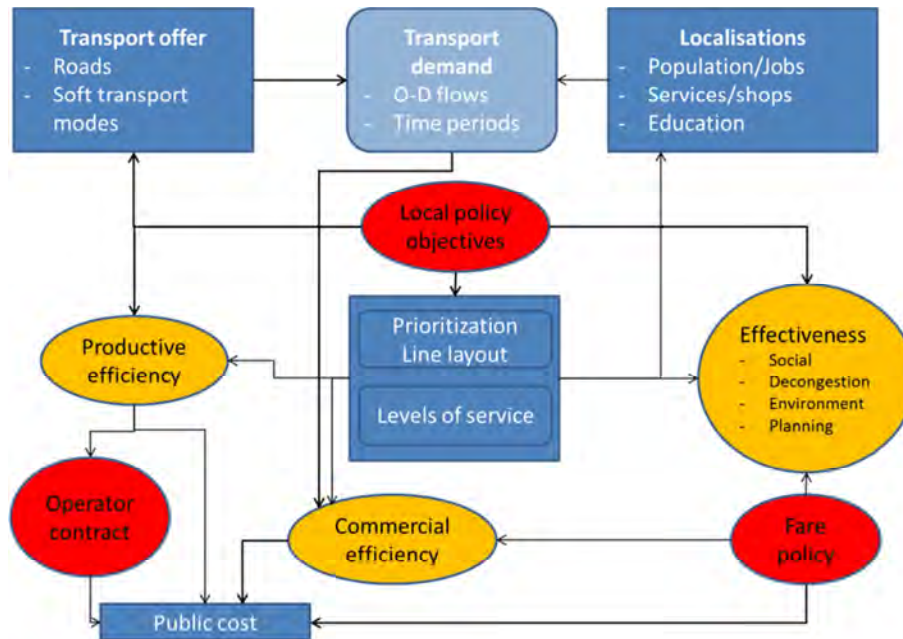 Transport offer
- Roads
- Soft transport
modes
Transport
demand
- O-D flows
- Time periods
Localisations
- Population/Jobs
- Services/shops
- Education
Local policy
objectives
Prioritization
Line layout
Levels of service
Productive
efficiency
Effectiveness
- Social
- Decongestion
- Environment
- Planning
Operator
contract
Commercial
efficiency
Fare
policy
Public cost